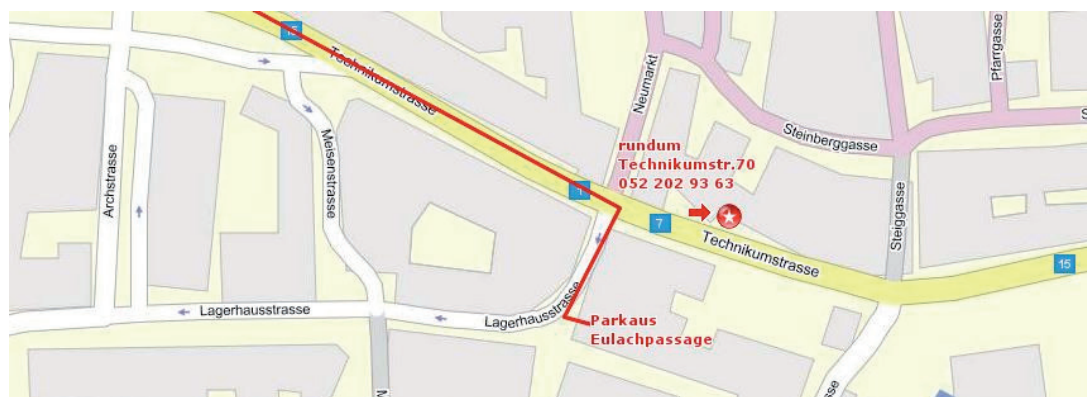 15
Technikumstrasse
Neumarkt
Pfarrgasse
Steinberggasse
Meisenstrasse
Archstrasse
rundum
Technikumstr.70
052 202 93 63
1
7
Technikumstrasse
Steiggasse
15
Lagerhausstrasse
Lagerhausstrasse
Parkaus
Eulachpassage